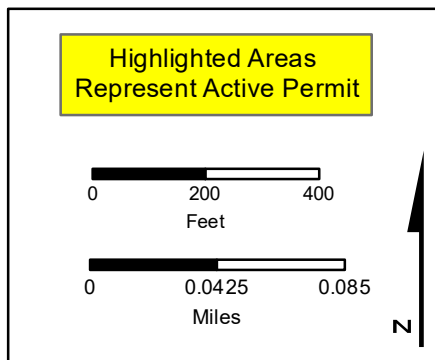 Highlighted Areas
Represent Active Permit
0 200 400
Feet
0 0.0425 0.085
Miles
N